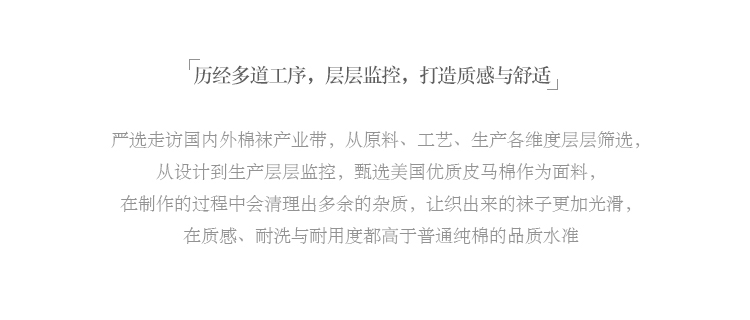 「历经多道工序，层层监控，打造质感与舒适」
严选走访国内外棉袜产业带，从原料、工艺、生产各维度层层筛选，
从设计到生产层层监控，甄选美国优质皮马棉作为面料，
在制作的过程中会清理出多余的杂质，让织出来的袜子更加光滑，
在质感、耐洗与耐用度都高于普通纯棉的品质水准